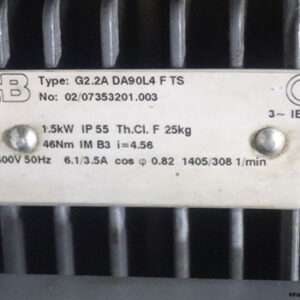 Type: G2.2A DA90L4 F TS
No: 02/07353201.003
3~ IE
1.5kW IP 55 Th.Cl. F 25kg
46Nm IM B3 i=4.56
00V 50Hz 6.1/3.5A cos φ 0.82 1405/308 1/min